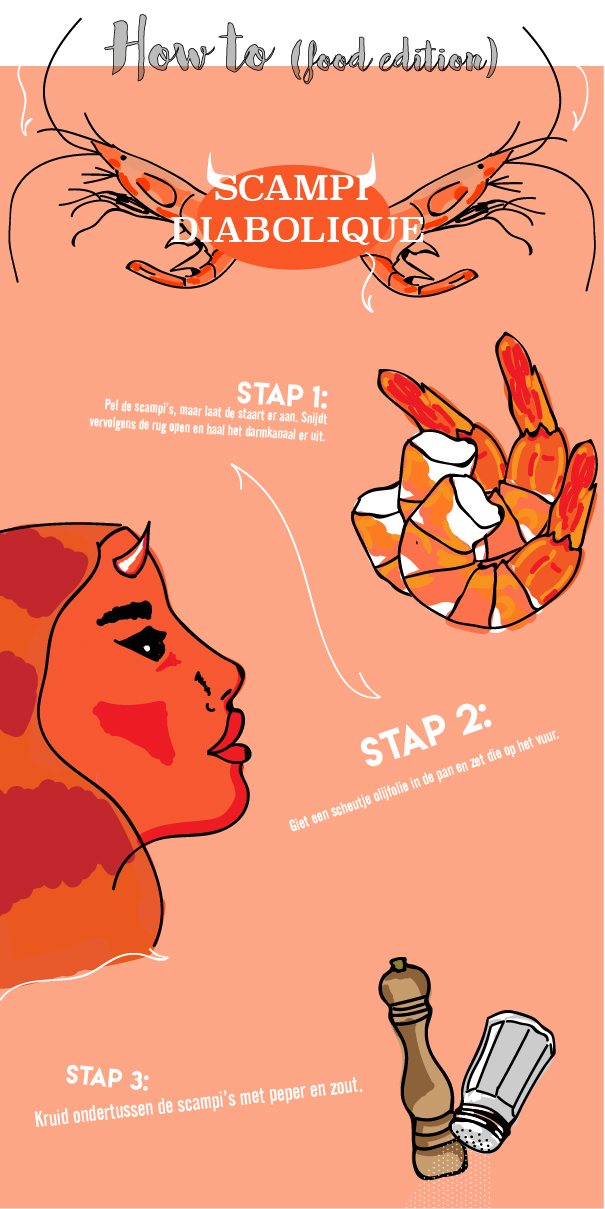 How to (food edition)
SCAMPI
DIABOLIQUE
STAP 1:
Pel de scampi's, maar laat de staart er aan. Snijdt
vervolgens de rug open en haal het darmkanaal er uit.
STAP 2:
Giet een scheutje olijfolie in de pan en zet die op het vuur.
STAP 3:
Kruid ondertussen de scampi's met peper en zout.